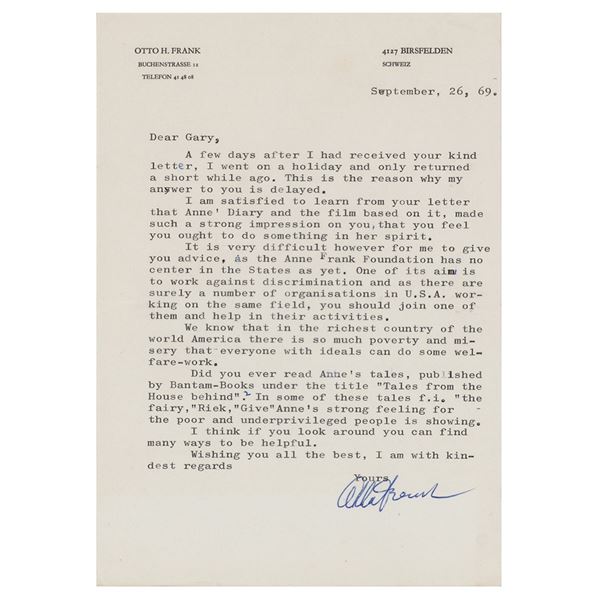 OTTO H. FRANK
BUCHENSTRASSE 12
TELEFON 41 48 08
4127 BIRSFELDEN
SCHWEIZ
September, 26, 69.
Dear Gary,
A few days after I had received your kind
letter, I went on a holiday and only returned
a short while ago. This is the reason why my
answer to you is delayed.
I am satisfied to learn from your letter
that Anne' Diary and the film based on it, made
such a strong impression on you,that you feel
you ought to do something in her spirit.
It is very difficult however for me to give
you advice, as the Anne Frank Foundation has no
center in the States as yet. One of its aim is
to work against discrimination and as there are
surely a number of organisations in U.S.A. wor-
king on the same field, you should join one of
them and help in their activities.
We know that in the richest country of the
world America there is so much poverty and mi-
sery that everyone with ideals can do some wel-
fare-work.
Did you ever read Anne's tales, published
by Bantam-Books under the title "Tales from the
House behind"? In some of these tales f.i. "the
fairy,"Riek,"Give"Anne's strong feeling for
the poor and underprivileged people is showing.
I think if you look around you can find
many ways to be helpful.
Wishing you all the best, I am with kin-
dest regards
Yours
Otto Frank